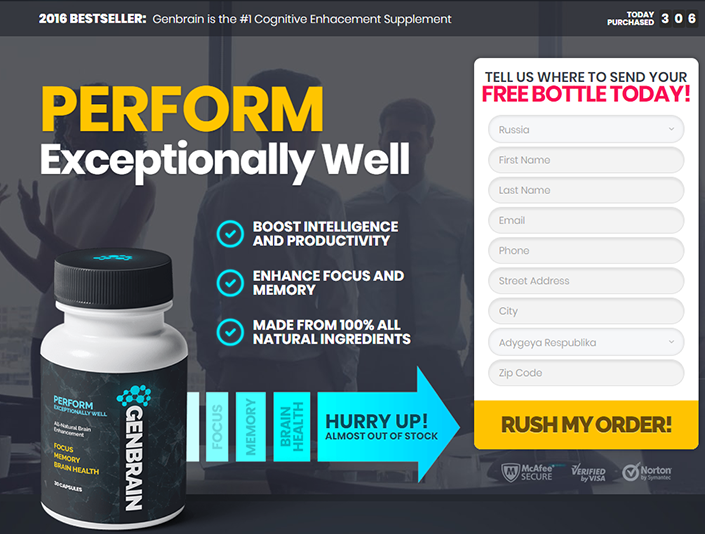 2016 BESTSELLER: Genbrain is the #1 Cognitive Enhacement Supplement
TODAY
PURCHASED
3 0 6
PERFORM
Exceptionally Well
BOOST INTELLIGENCE
AND PRODUCTIVITY
ENHANCE FOCUS AND
MEMORY
MADE FROM 100% ALL
NATURAL INGREDIENTS
PERFORM
EXCEPTIONALLY WELL
All-Natural Brain
Enhancement
FOCUS
MEMORY
BRAIN HEALTH
30 CAPSULES
GENBRAIN
FOCUS
MEMORY
BRAIN
HEALTH
HURRY UP!
ALMOST OUT OF STOCK
TELL US WHERE TO SEND YOUR
FREE BOTTLE TODAY!
Russia
First Name
Last Name
Email
Phone
Street Address
City
Adygeya Respublika
Zip Code
RUSH MY ORDER!
McAfee
SECURE
VERIFIED
by VISA
Norton
by Symantec